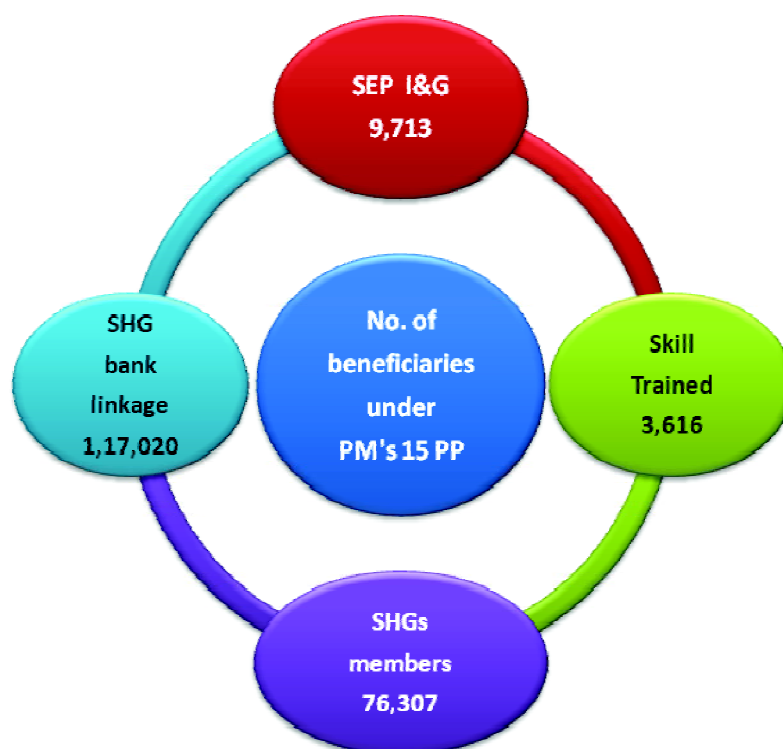 SEP I&G
9,713
No. of
beneficiaries
under
PM's 15 PP
SHG
bank
linkage
1,17,020
Skill
Trained
3,616
SHGs
members
76,307